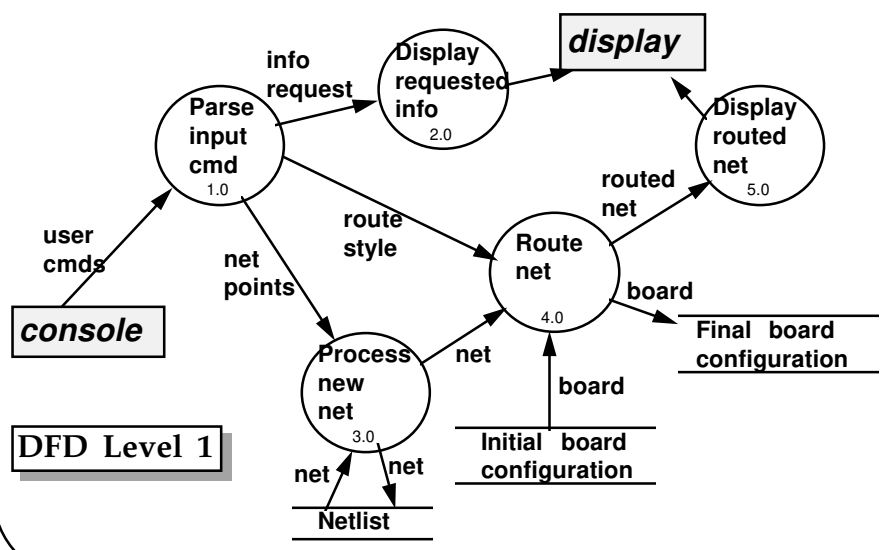 info
request
Display
requested
info
2.0
display
Parse
input
cmd
1.0
Display
routed
net
5.0
user
cmds
route
style
routed
net
net
points
Route
net
4.0
board
console
Final board
configuration
Process
new
net
3.0
net
board
DFD Level 1
Initial board
configuration
net
net
Netlist